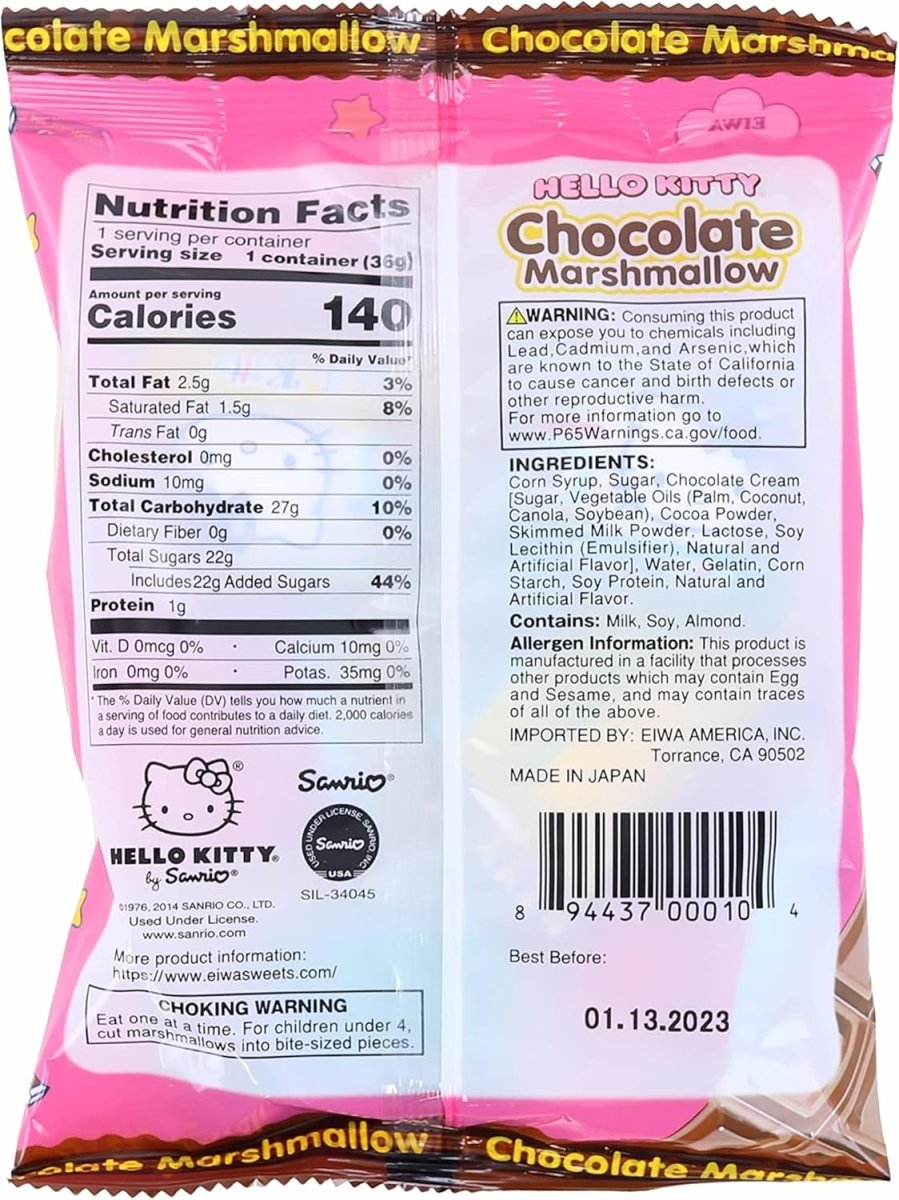 colate Marshmallow
Chocolate Marshma
EIWA
Nutrition Facts
1 serving per container
Serving size 1 container (36g)
Amount per serving
Calories 140
% Daily Value*
Total Fat 2.5g 3%
Saturated Fat 1.5g 8%
Trans Fat 0g
Cholesterol 0mg 0%
Sodium 10mg 0%
Total Carbohydrate 27g 10%
Dietary Fiber 0g 0%
Total Sugars 22g
Includes 22g Added Sugars 44%
Protein 1g
Vit. D 0mcg 0% · Calcium 10mg 0%
Iron 0mg 0% · Potas. 35mg 0%
* The % Daily Value (DV) tells you how much a nutrient in
a serving of food contributes to a daily diet. 2,000 calories
a day is used for general nutrition advice.
HELLO KITTY®
by Sanrio®
Sanrio®
USED UNDER LICENSE SANRIO, INC.
Sanrio
USA
SIL-34045
©1976, 2014 SANRIO CO., LTD.
Used Under License.
www.sanrio.com
More product information:
https://www.eiwasweets.com/
CHOKING WARNING
Eat one at a time. For children under 4,
cut marshmallows into bite-sized pieces.
HELLO KITTY
Chocolate
Marshmallow
⚠WARNING: Consuming this product
can expose you to chemicals including
Lead,Cadmium,and Arsenic,which
are known to the State of California
to cause cancer and birth defects or
other reproductive harm.
For more information go to
www.P65Warnings.ca.gov/food.
INGREDIENTS:
Corn Syrup, Sugar, Chocolate Cream
[Sugar, Vegetable Oils (Palm, Coconut,
Canola, Soybean), Cocoa Powder,
Skimmed Milk Powder, Lactose, Soy
Lecithin (Emulsifier), Natural and
Artificial Flavor], Water, Gelatin, Corn
Starch, Soy Protein, Natural and
Artificial Flavor.
Contains: Milk, Soy, Almond.
Allergen Information: This product is
manufactured in a facility that processes
other products which may contain Egg
and Sesame, and may contain traces
of all of the above.
IMPORTED BY: EIWA AMERICA, INC.
Torrance, CA 90502
MADE IN JAPAN
8 94437 00010 4
Best Before:
01.13.2023
olate Marshmallow
Chocolate Marshm